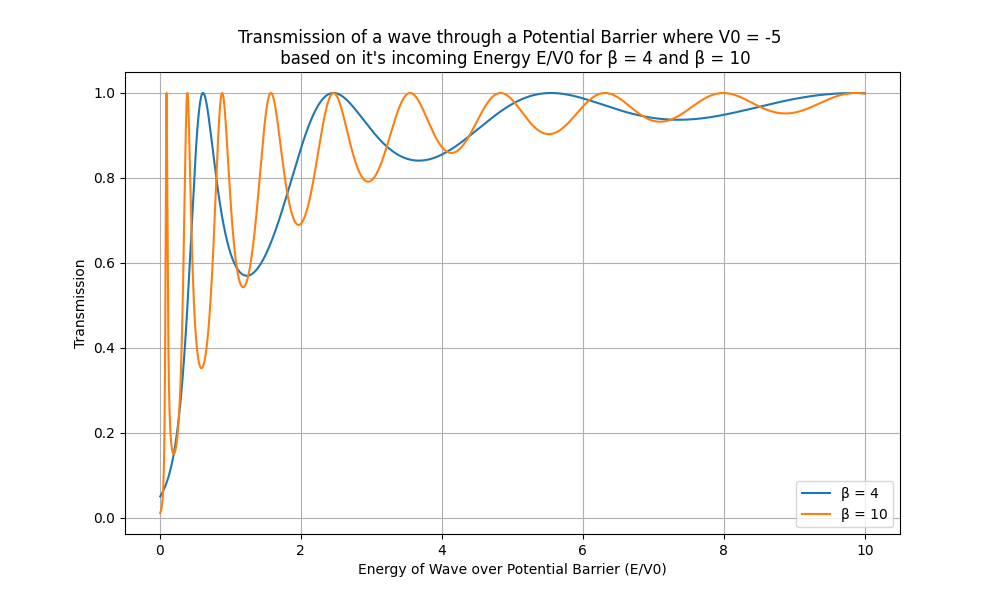 Transmission of a wave through a Potential Barrier where V0 = -5
based on it's incoming Energy E/V0 for β = 4 and β = 10
Transmission
1.0
0.8
0.6
0.4
0.2
0.0
0 2 4 6 8 10
Energy of Wave over Potential Barrier (E/V0)
β = 4
β = 10